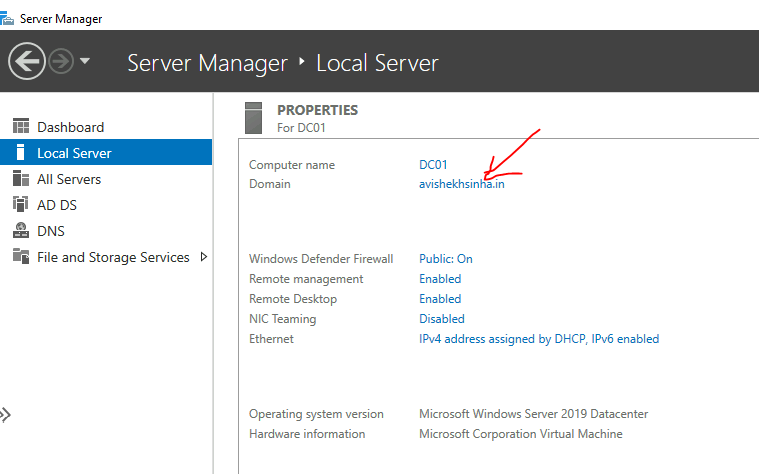 Server Manager
Server Manager ‣ Local Server
Dashboard
Local Server
All Servers
AD DS
DNS
File and Storage Services
PROPERTIES
For DC01
Computer name DC01
Domain avishekhsinha.in
Windows Defender Firewall Public: On
Remote management Enabled
Remote Desktop Enabled
NIC Teaming Disabled
Ethernet IPv4 address assigned by DHCP, IPv6 enabled
Operating system version Microsoft Windows Server 2019 Datacenter
Hardware information Microsoft Corporation Virtual Machine